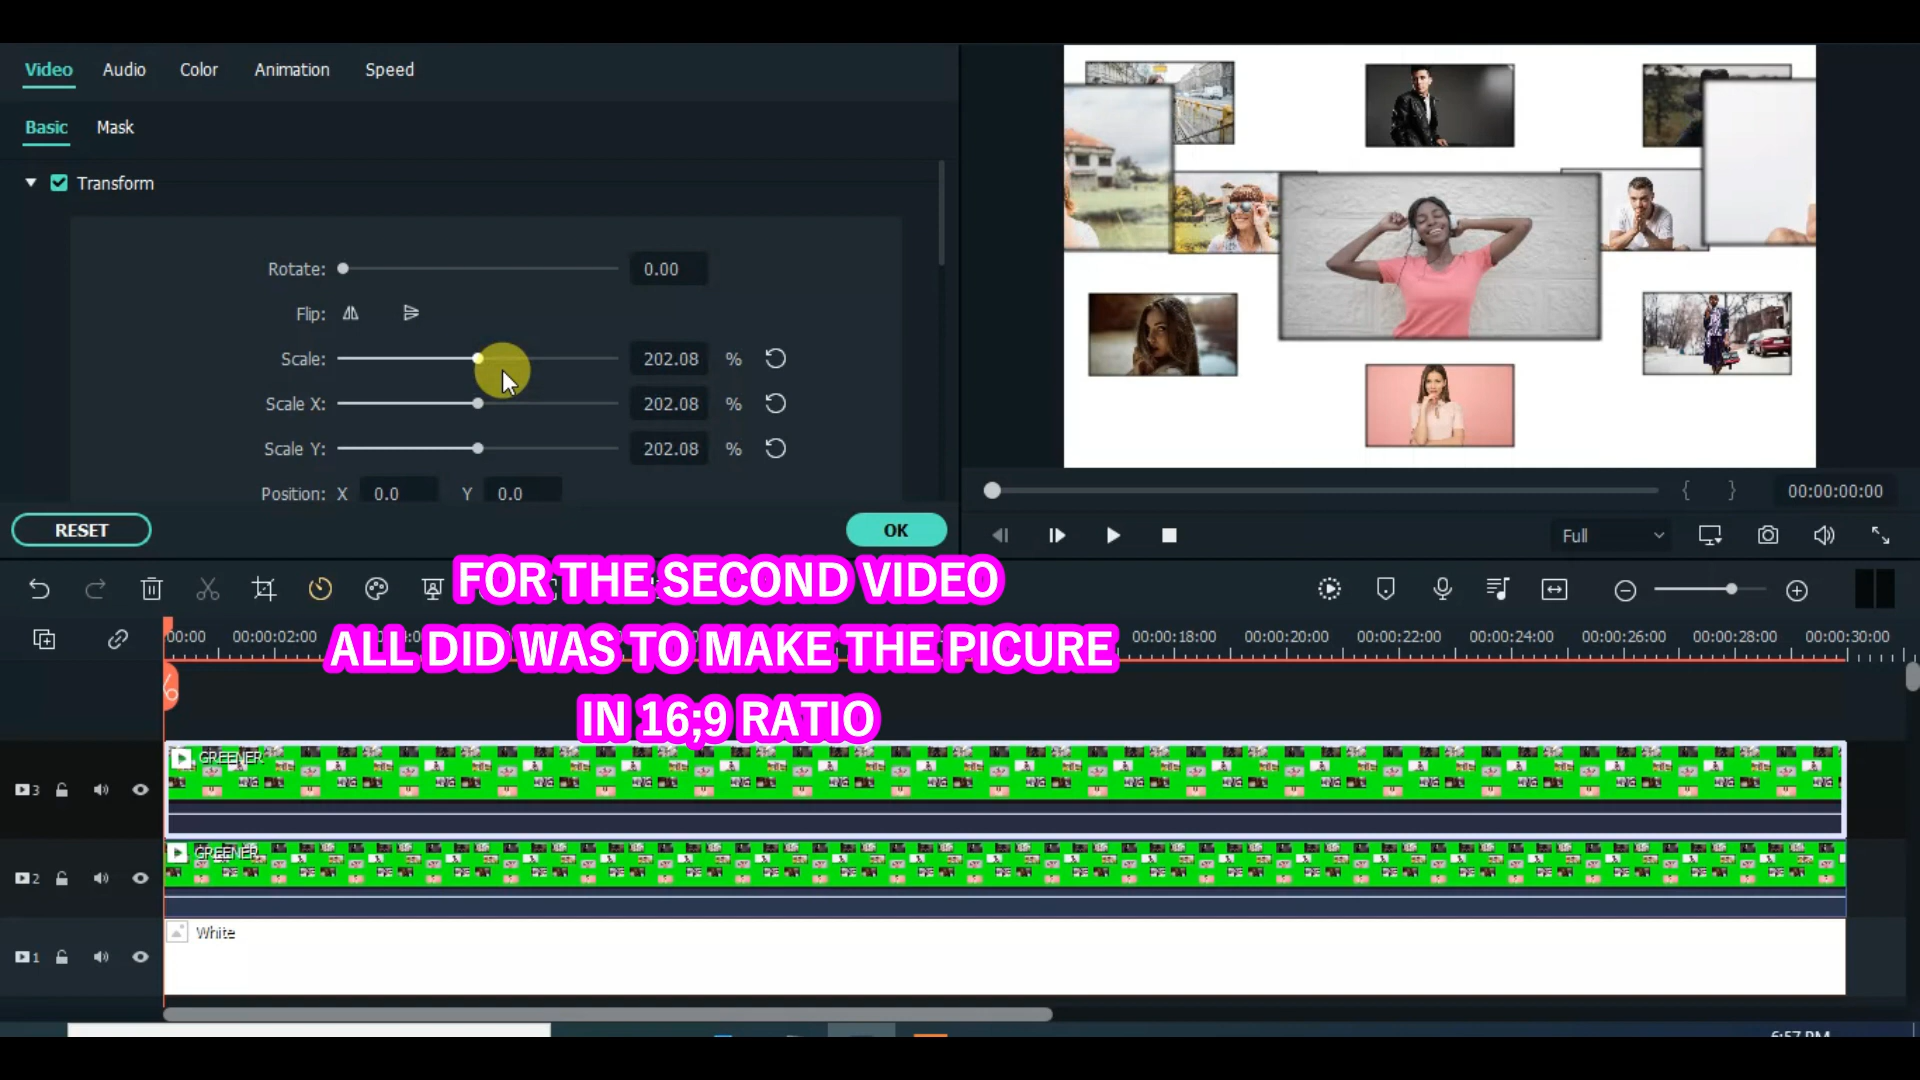 Video Audio Color Animation Speed
Basic Mask
Transform
Rotate: 0.00
Flip:
Scale: 202.08 %
Scale X: 202.08 %
Scale Y: 202.08 %
Position: X 0.0 Y 0.0
RESET OK
00:00:00:00
Full
FOR THE SECOND VIDEO
ALL DID WAS TO MAKE THE PICURE
IN 16;9 RATIO
00:00 00:00:02:00 00:00:18:00 00:00:20:00 00:00:22:00 00:00:24:00 00:00:26:00 00:00:28:00 00:00:30:00
GREENER
3
GREENER
2
White
1